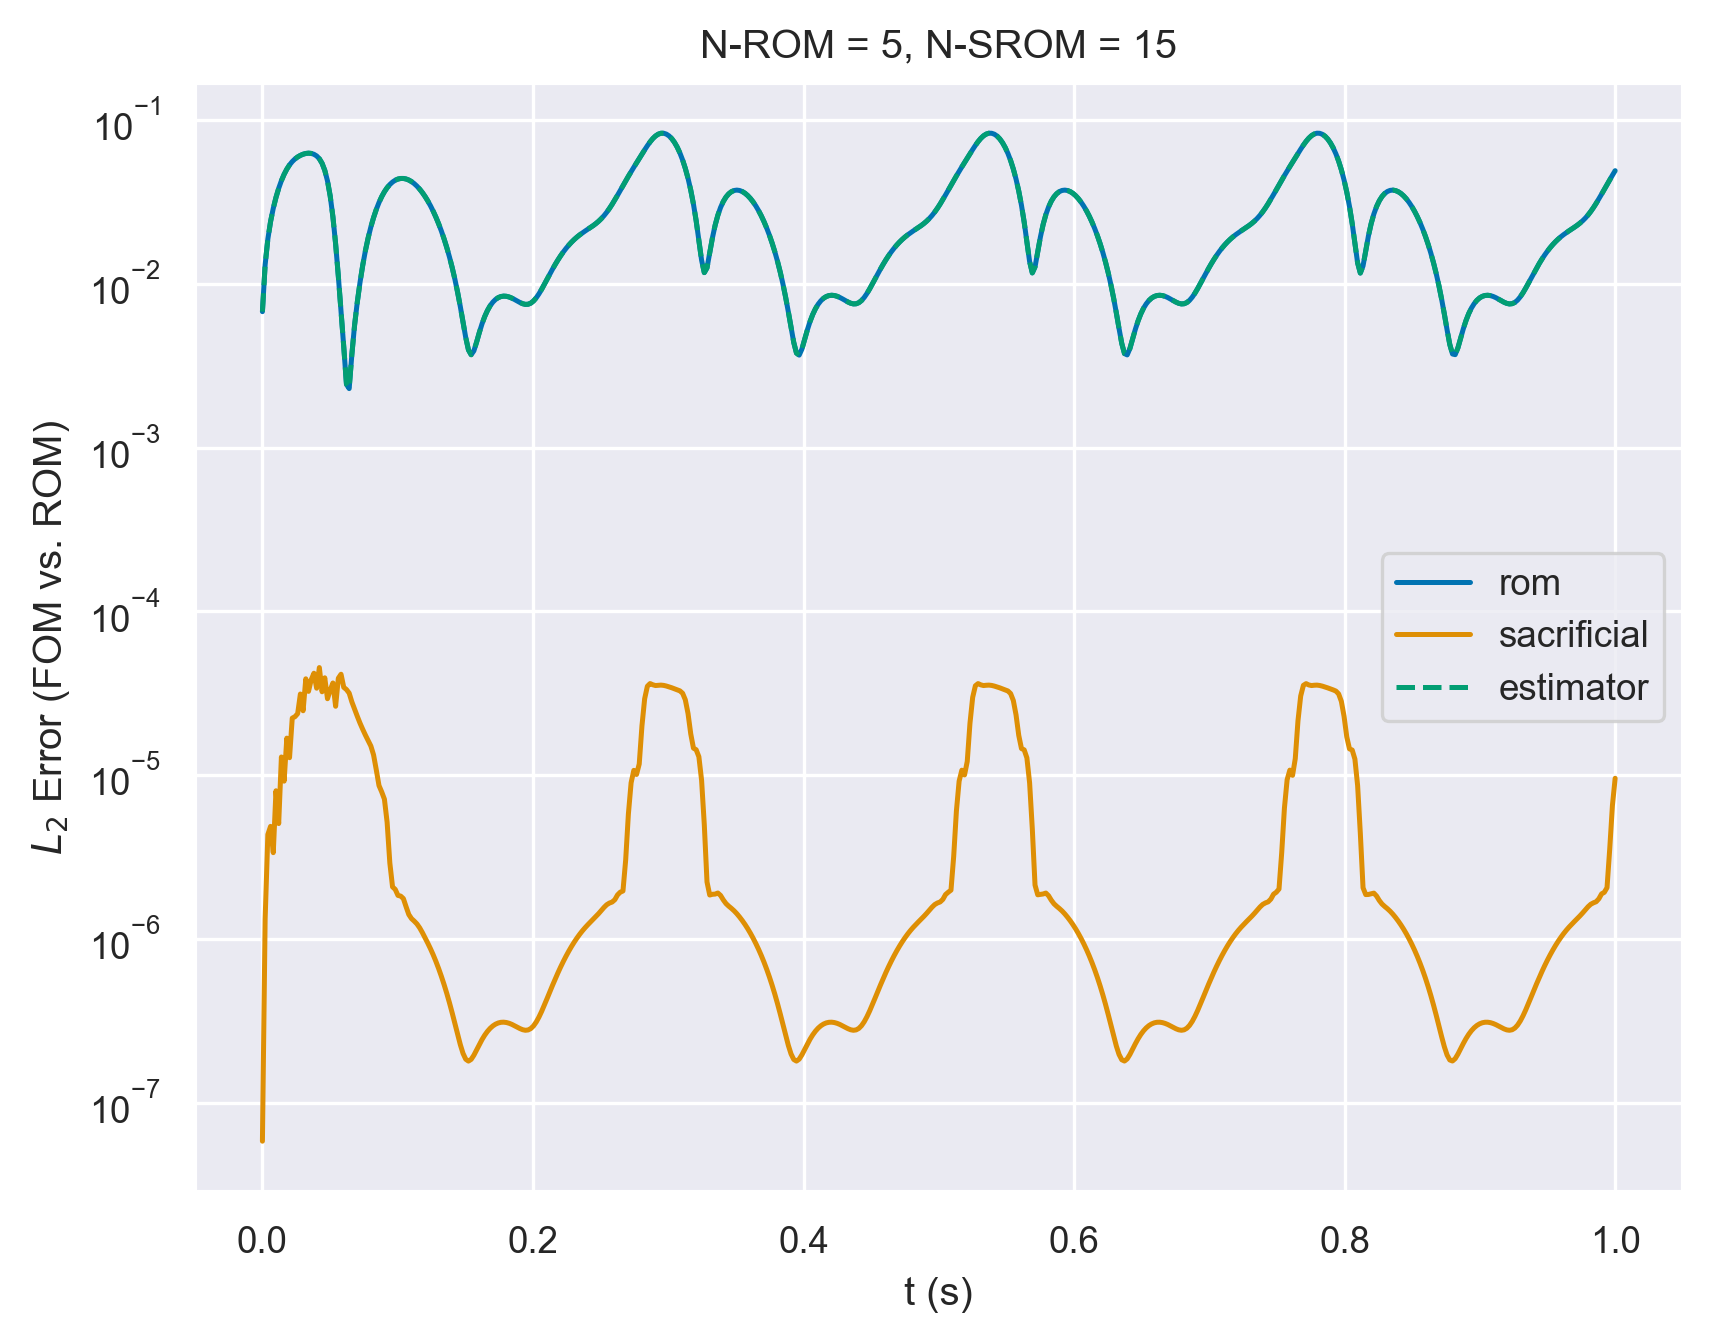 N-ROM = 5, N-SROM = 15
L₂ Error (FOM vs. ROM)
10⁻¹
10⁻²
10⁻³
10⁻⁴
10⁻⁵
10⁻⁶
10⁻⁷
rom
sacrificial
estimator
0.0 0.2 0.4 0.6 0.8 1.0
t (s)